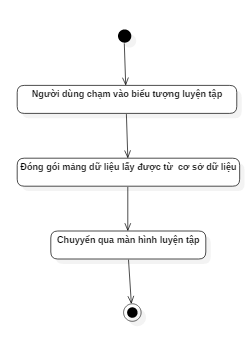 Người dùng chạm vào biểu tượng luyện tập
Đóng gói mảng dữ liệu lấy được từ cơ sở dữ liệu
Chuyyển qua màn hình luyện tập